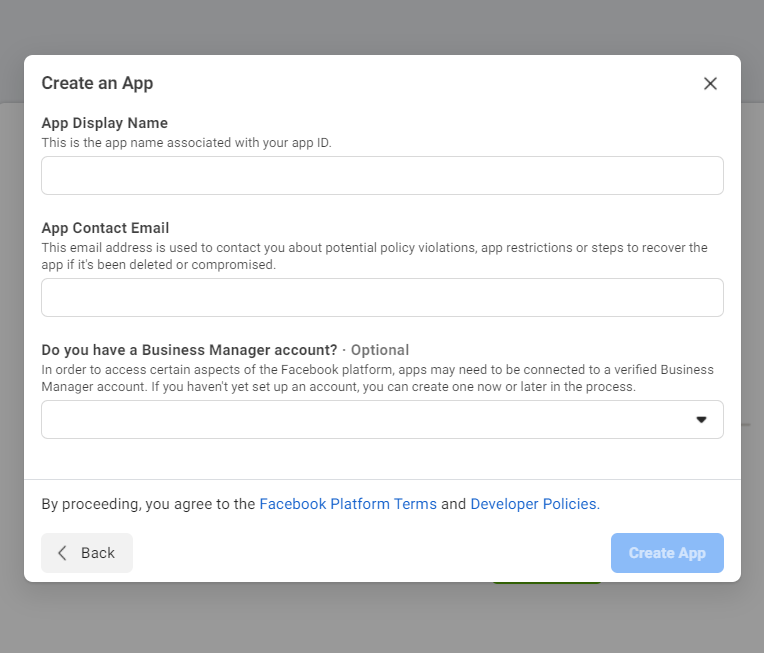 Create an App
App Display Name
This is the app name associated with your app ID.
App Contact Email
This email address is used to contact you about potential policy violations, app restrictions or steps to recover the
app if it's been deleted or compromised.
Do you have a Business Manager account? · Optional
In order to access certain aspects of the Facebook platform, apps may need to be connected to a verified Business
Manager account. If you haven't yet set up an account, you can create one now or later in the process.
By proceeding, you agree to the Facebook Platform Terms and Developer Policies.
Back
Create App